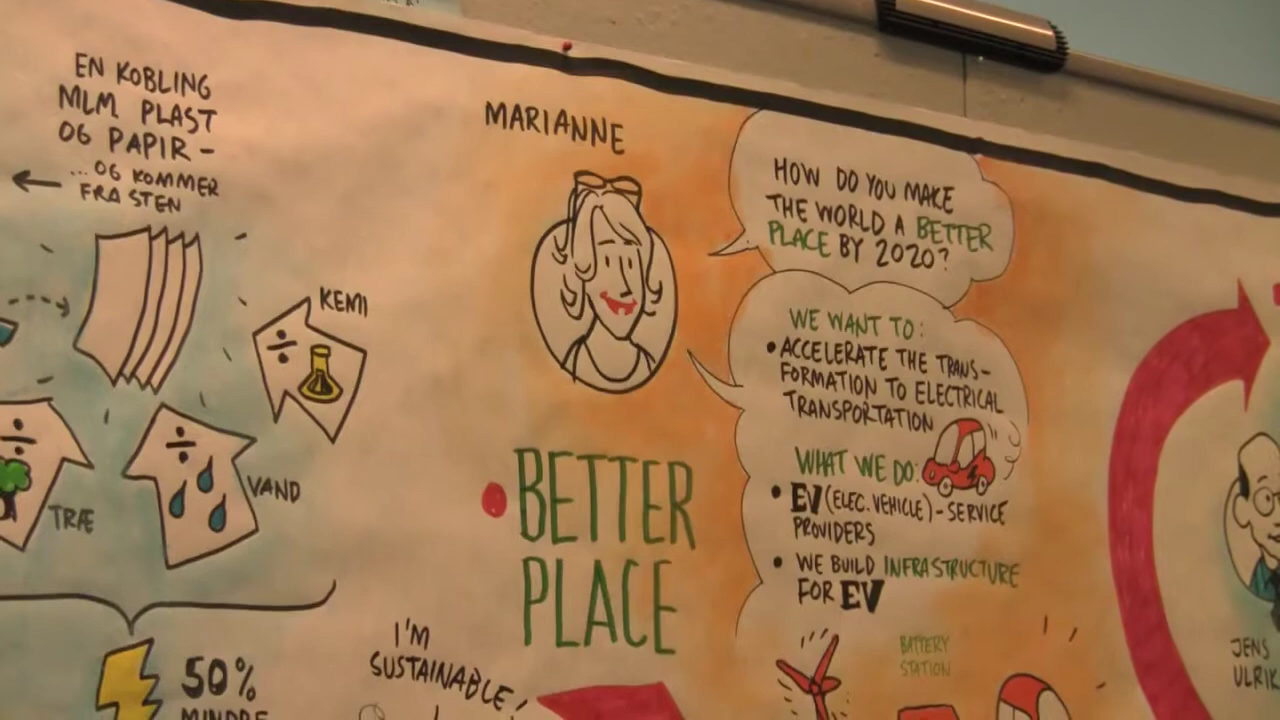 EN KOBLING
MLM PLAST
OG PAPIR -
... OG KOMMER
FRA STEN
KEMI
TRÆ
VAND
50%
MINDRE
MARIANNE
BETTER
PLACE
I'M
SUSTAINABLE!
HOW DO YOU MAKE
THE WORLD A BETTER
PLACE BY 2020?
WE WANT TO:
• ACCELERATE THE TRANS-
FORMATION TO ELECTRICAL
TRANSPORTATION
WHAT WE DO:
• EV (ELEC. VEHICLE) - SERVICE
PROVIDERS
• WE BUILD INFRASTRUCTURE
FOR EV
BATTERY
STATION
JENS
ULRIK